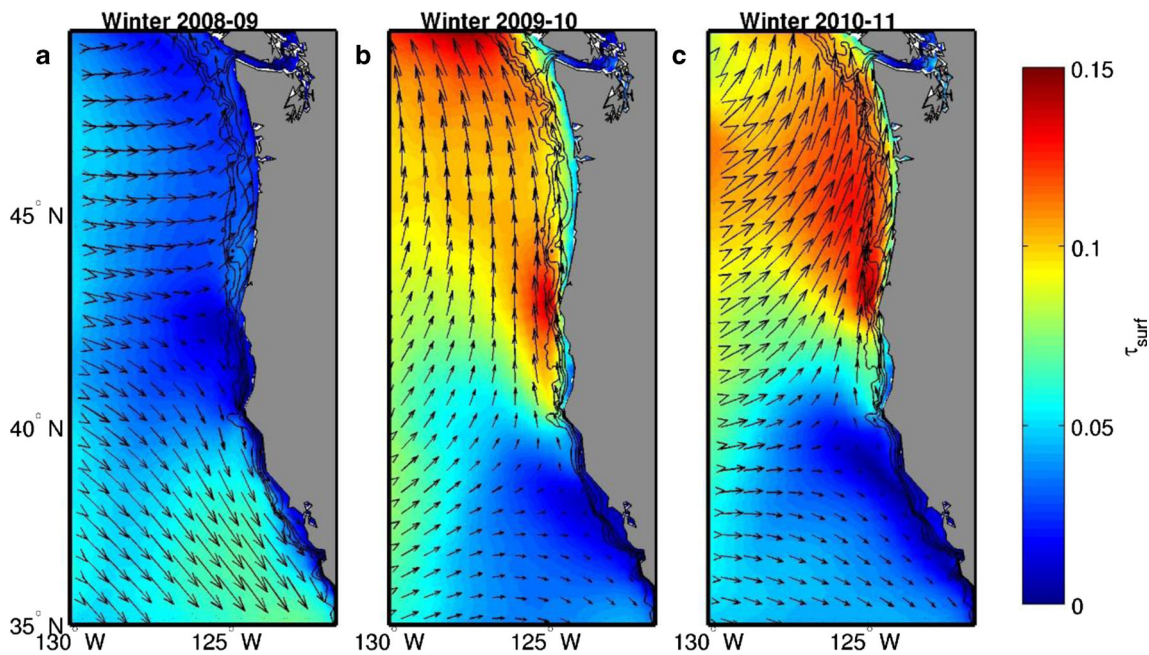 Winter 2008-09 Winter 2009-10 Winter 2010-11
a b c
0.15
45° N
0.1
τsurf
0.05
40° N
0
35° N
130° W 125° W 130° W 125° W 130° W 125° W